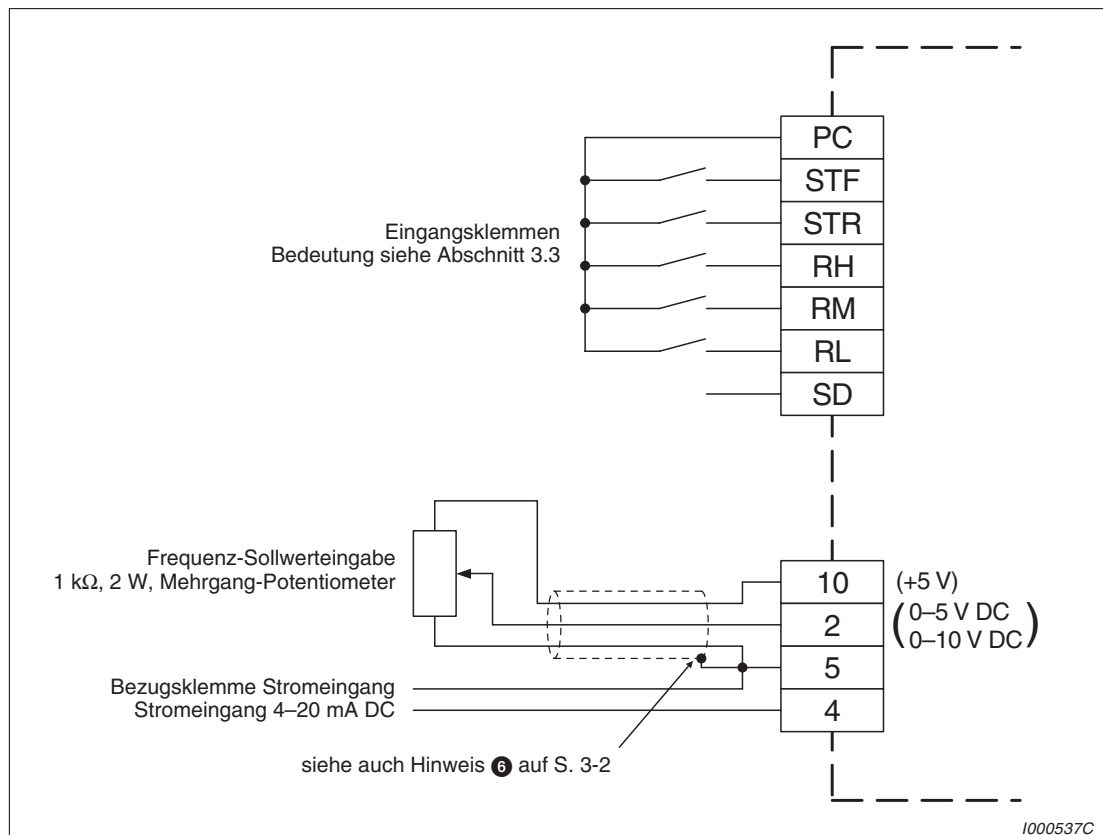 PC
STF
STR
RH
RM
RL
SD
Eingangsklemmen
Bedeutung siehe Abschnitt 3.3
Frequenz-Sollwerteingabe
1 kΩ, 2 W, Mehrgang-Potentiometer
10 (+5 V)
2
(0–5 V DC
0–10 V DC)
5
4
Bezugsklemme Stromeingang
Stromeingang 4–20 mA DC
siehe auch Hinweis ❻ auf S. 3-2
I000537C